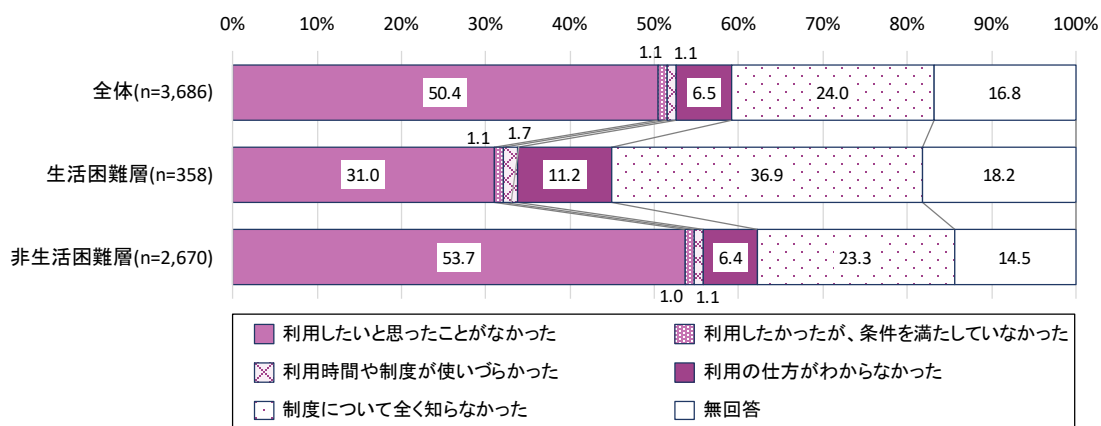 0% 10% 20% 30% 40% 50% 60% 70% 80% 90% 100%
1.1 1.1
全体(n=3,686) 50.4 6.5 24.0 16.8
1.1 1.7
生活困難層(n=358) 31.0 11.2 36.9 18.2
非生活困難層(n=2,670) 53.7 6.4 23.3 14.5
1.0 1.1
利用したいと思ったことがなかった 利用したかったが、条件を満たしていなかった
利用時間や制度が使いづらかった 利用の仕方がわからなかった
制度について全く知らなかった 無回答